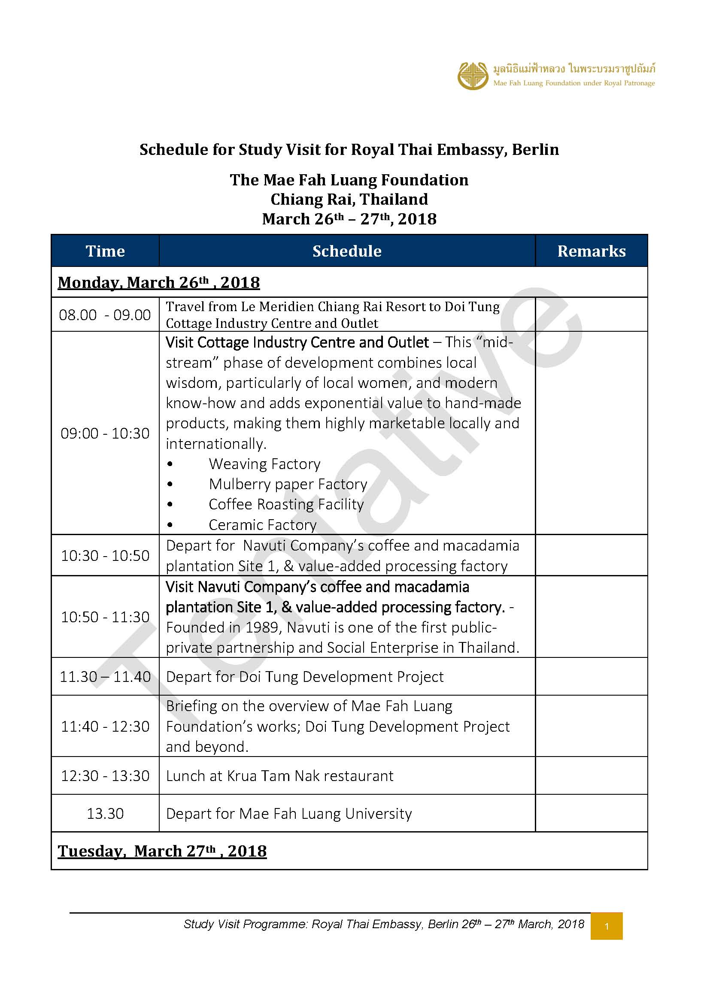 มูลนิธิแม่ฟ้าหลวง ในพระบรมราชูปถัมภ์
Mae Fah Luang Foundation under Royal Patronage
Schedule for Study Visit for Royal Thai Embassy, Berlin
The Mae Fah Luang Foundation
Chiang Rai, Thailand
March 26th – 27th, 2018
Time Schedule Remarks
Monday, March 26th , 2018
08.00 - 09.00
Travel from Le Meridien Chiang Rai Resort to Doi Tung
Cottage Industry Centre and Outlet
09:00 - 10:30
Visit Cottage Industry Centre and Outlet – This “mid-
stream” phase of development combines local
wisdom, particularly of local women, and modern
know-how and adds exponential value to hand-made
products, making them highly marketable locally and
internationally.
• Weaving Factory
• Mulberry paper Factory
• Coffee Roasting Facility
• Ceramic Factory
10:30 - 10:50
Depart for Navuti Company’s coffee and macadamia
plantation Site 1, & value-added processing factory
10:50 - 11:30
Visit Navuti Company’s coffee and macadamia
plantation Site 1, & value-added processing factory. -
Founded in 1989, Navuti is one of the first public-
private partnership and Social Enterprise in Thailand.
11.30 – 11.40 Depart for Doi Tung Development Project
11:40 - 12:30
Briefing on the overview of Mae Fah Luang
Foundation’s works; Doi Tung Development Project
and beyond.
12:30 - 13:30 Lunch at Krua Tam Nak restaurant
13.30 Depart for Mae Fah Luang University
Tuesday, March 27th , 2018
Tentative
Study Visit Programme: Royal Thai Embassy, Berlin 26th – 27th March, 2018 1